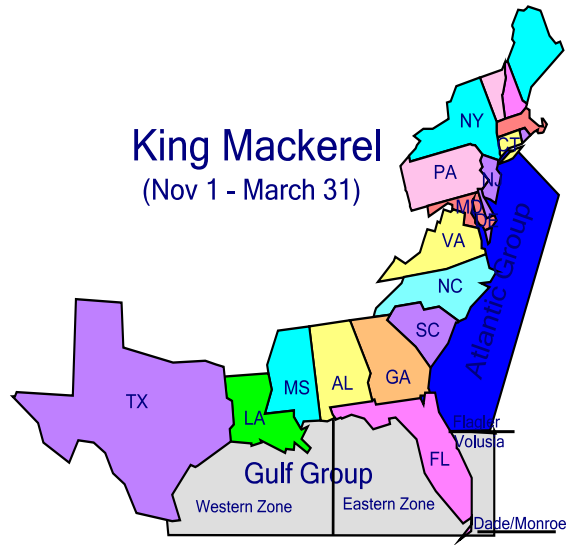 King Mackerel
(Nov 1 - March 31)
NY
CT
PA
NJ
MD
DE
VA
NC
SC
Atlantic Group
TX
LA
MS
AL
GA
FL
Flagler
Volusia
Gulf Group
Western Zone
Eastern Zone
Dade/Monroe